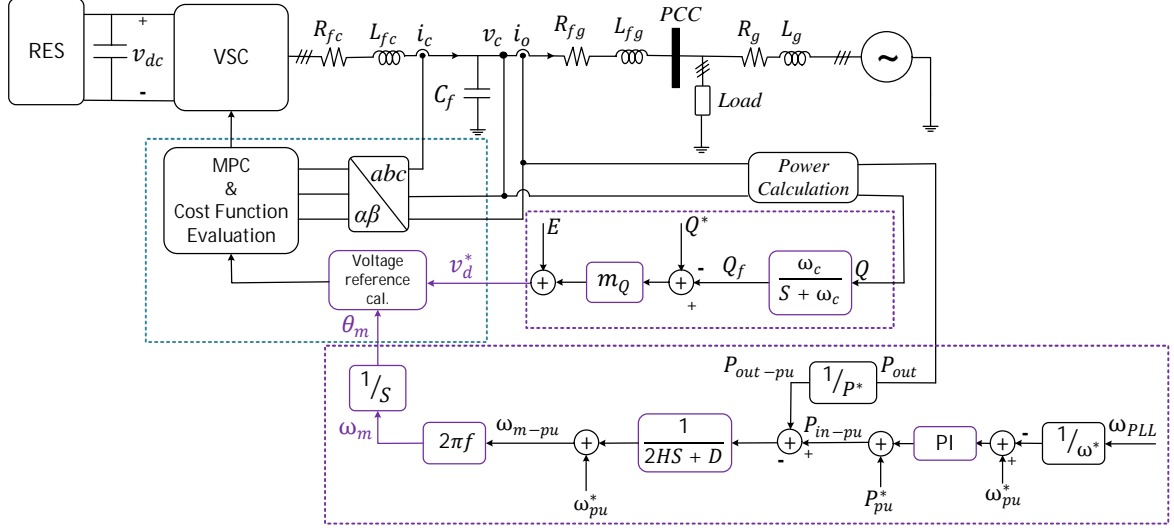 RES
+
v_dc
-
VSC
R_fc
L_fc
i_c
v_c
i_o
C_f
R_fg
L_fg
PCC
R_g
L_g
~
Load
MPC
&
Cost Function
Evaluation
abc
αβ
Power
Calculation
E
Q*
Voltage
reference
cal.
v_d^*
+
m_Q
+
-
+
Q_f
ω_c
S + ω_c
Q
θ_m
1/S
ω_m
2πf
ω_m-pu
+
ω_pu^*
1
2HS + D
P_out-pu
1/P*
P_out
+
-
+
P_in-pu
+
P_pu^*
PI
+
-
+
ω_pu^*
1/ω*
ω_PLL